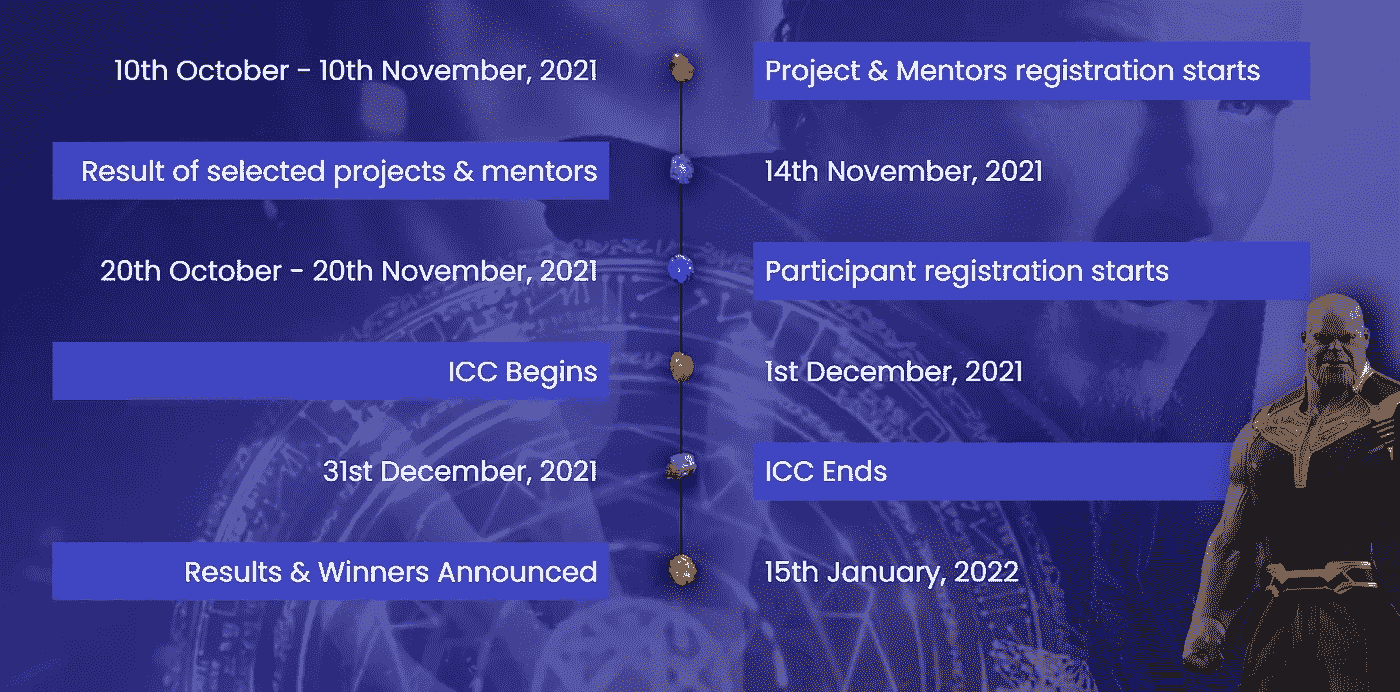 10th October - 10th November, 2021
Project & Mentors registration starts
Result of selected projects & mentors
14th November, 2021
20th October - 20th November, 2021
Participant registration starts
ICC Begins
1st December, 2021
31st December, 2021
ICC Ends
Results & Winners Announced
15th January, 2022